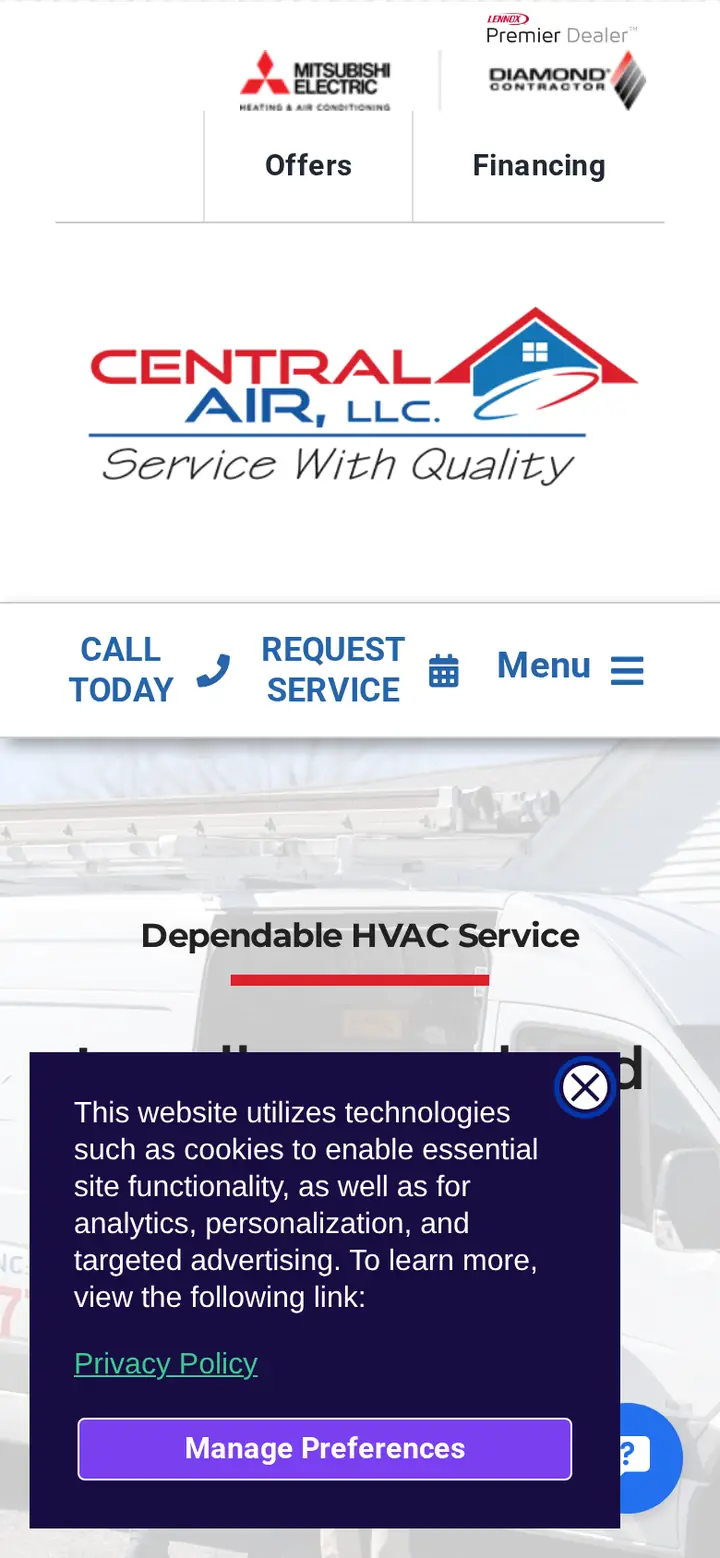 LENNOX
Premier Dealer™
MITSUBISHI
ELECTRIC
HEATING & AIR CONDITIONING
DIAMOND
CONTRACTOR
Offers
Financing
CENTRAL
AIR, LLC.
Service With Quality
CALL
TODAY
REQUEST
SERVICE
Menu
Dependable HVAC Service
This website utilizes technologies
such as cookies to enable essential
site functionality, as well as for
analytics, personalization, and
targeted advertising. To learn more,
view the following link:
Privacy Policy
Manage Preferences
?